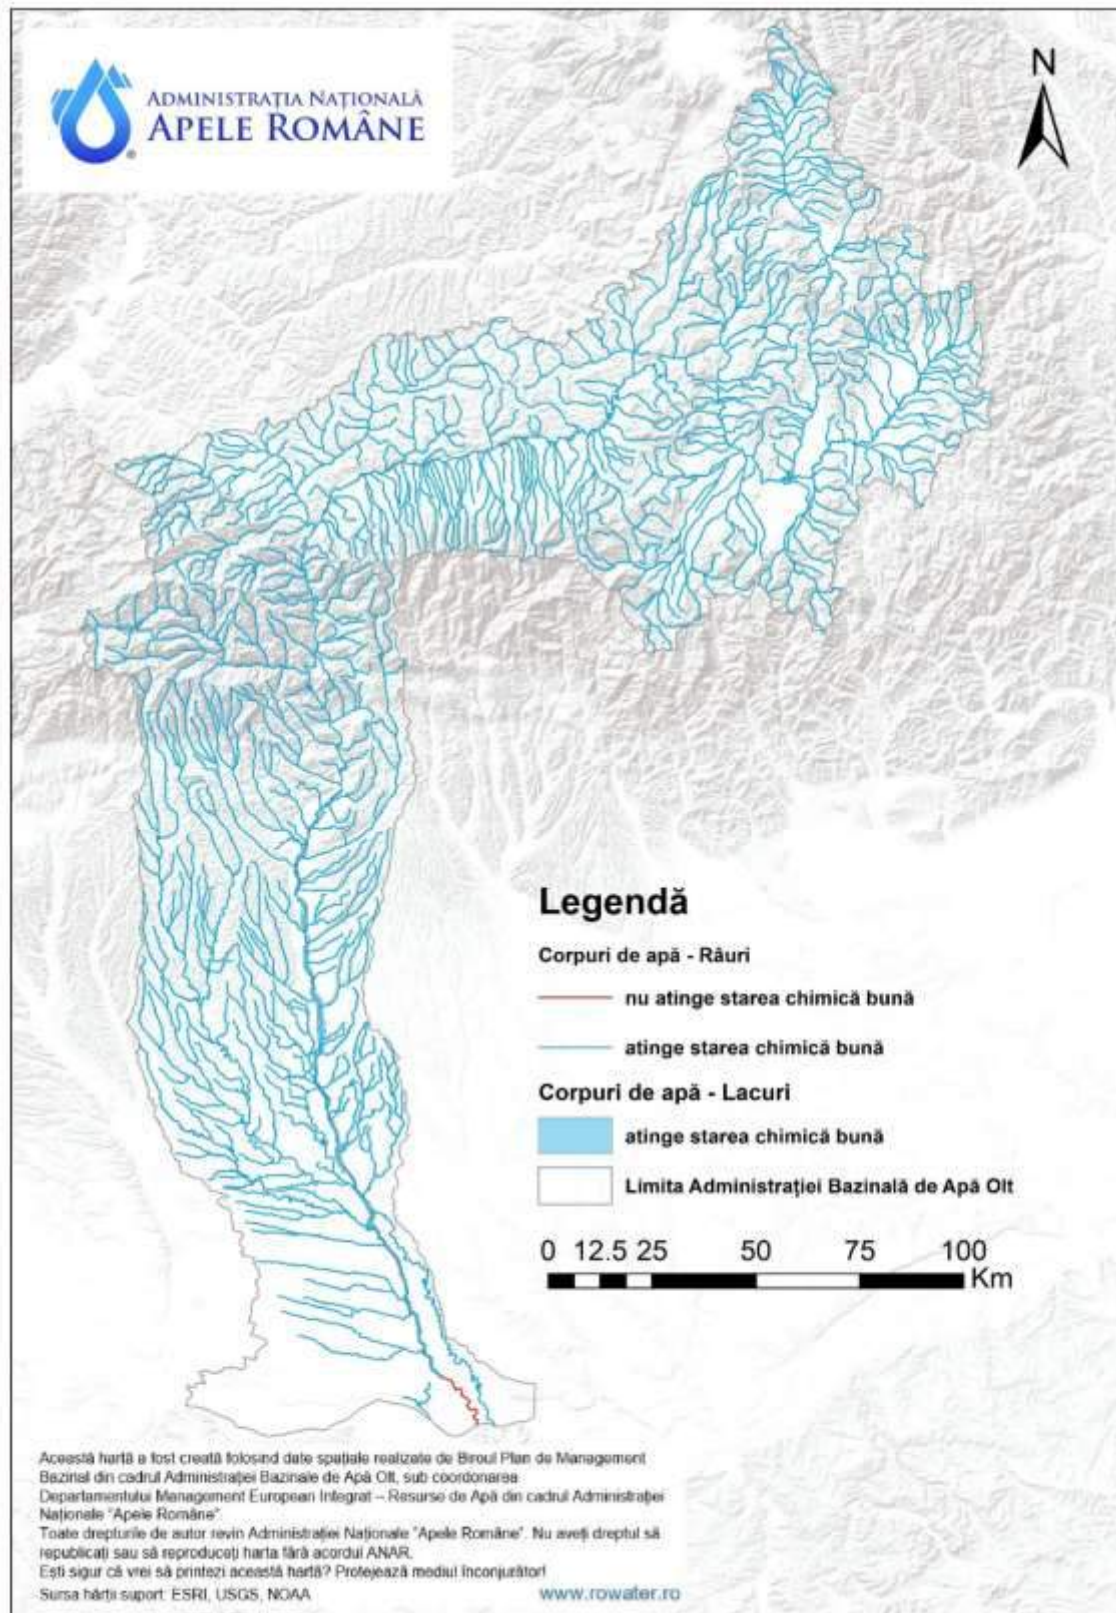 ADMINISTRAȚIA NAȚIONALĂ
APELE ROMÂNE
N
Legendă
Corpuri de apă - Râuri
nu atinge starea chimică bună
atinge starea chimică bună
Corpuri de apă - Lacuri
atinge starea chimică bună
Limita Administrației Bazinală de Apă Olt
0 12.5 25 50 75 100
Km
Această hartă a fost creată folosind date spațiale realizate de Biroul Plan de Management
Bazinal din cadrul Administrației Bazinale de Apă Olt, sub coordonarea
Departamentului Management European Integrat – Resurse de Apă din cadrul Administrației
Naționale "Apele Române"
Toate drepturile de autor revin Administrației Naționale "Apele Române". Nu aveți dreptul să
republicați sau să reproduceți harta fără acordul ANAR.
Ești sigur că vrei să printezi această hartă? Protejează mediul înconjurător!
Sursa hărții suport: ESRI, USGS, NOAA
www.rowater.ro